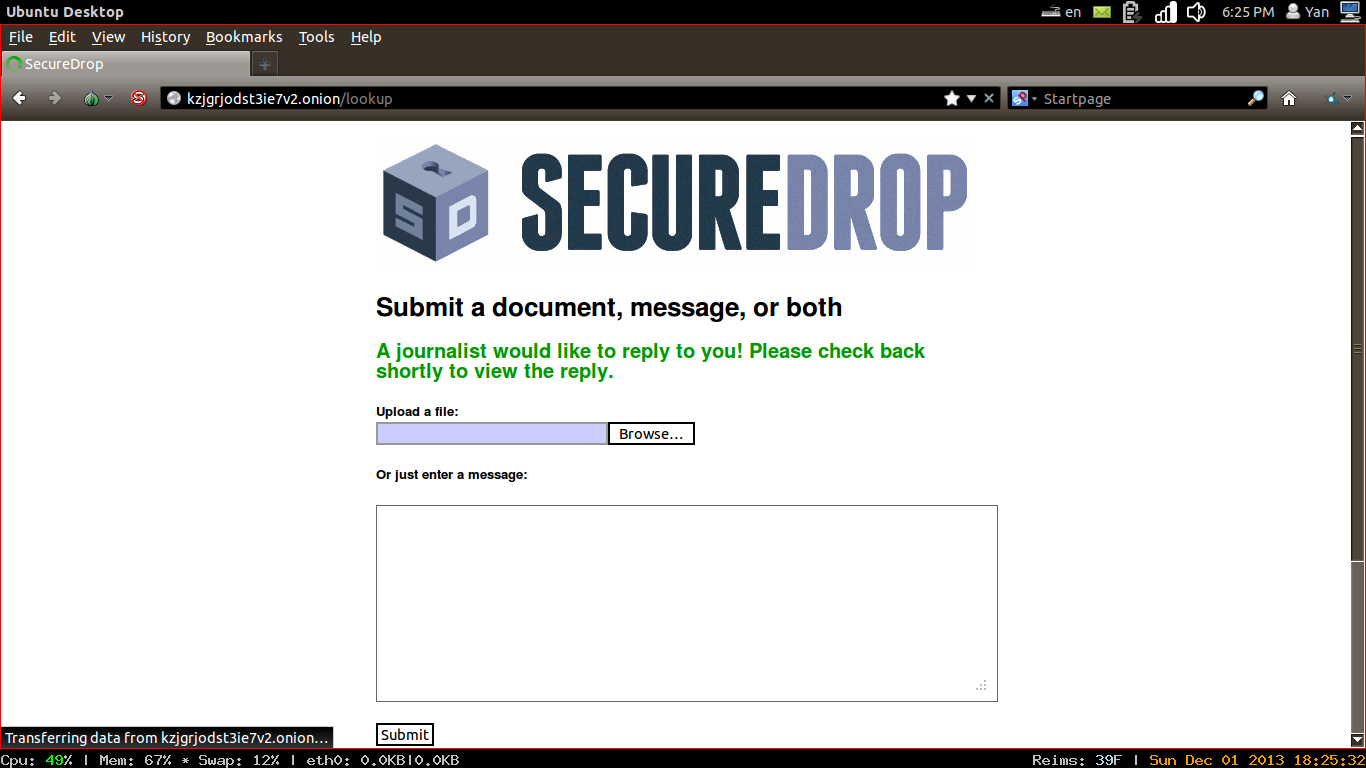 Ubuntu Desktop en 6:25 PM Yan
File Edit View History Bookmarks Tools Help
SecureDrop
kzjgrjodst3ie7v2.onion/lookup Startpage
SD SECUREDROP
Submit a document, message, or both
A journalist would like to reply to you! Please check back
shortly to view the reply.
Upload a file:
Browse...
Or just enter a message:
Submit
Transferring data from kzjgrjodst3ie7v2.onion...
Cpu: 49% | Mem: 67% * Swap: 12% | eth0: 0.0KB|0.0KB Reims: 39F | Sun Dec 01 2013 18:25:32